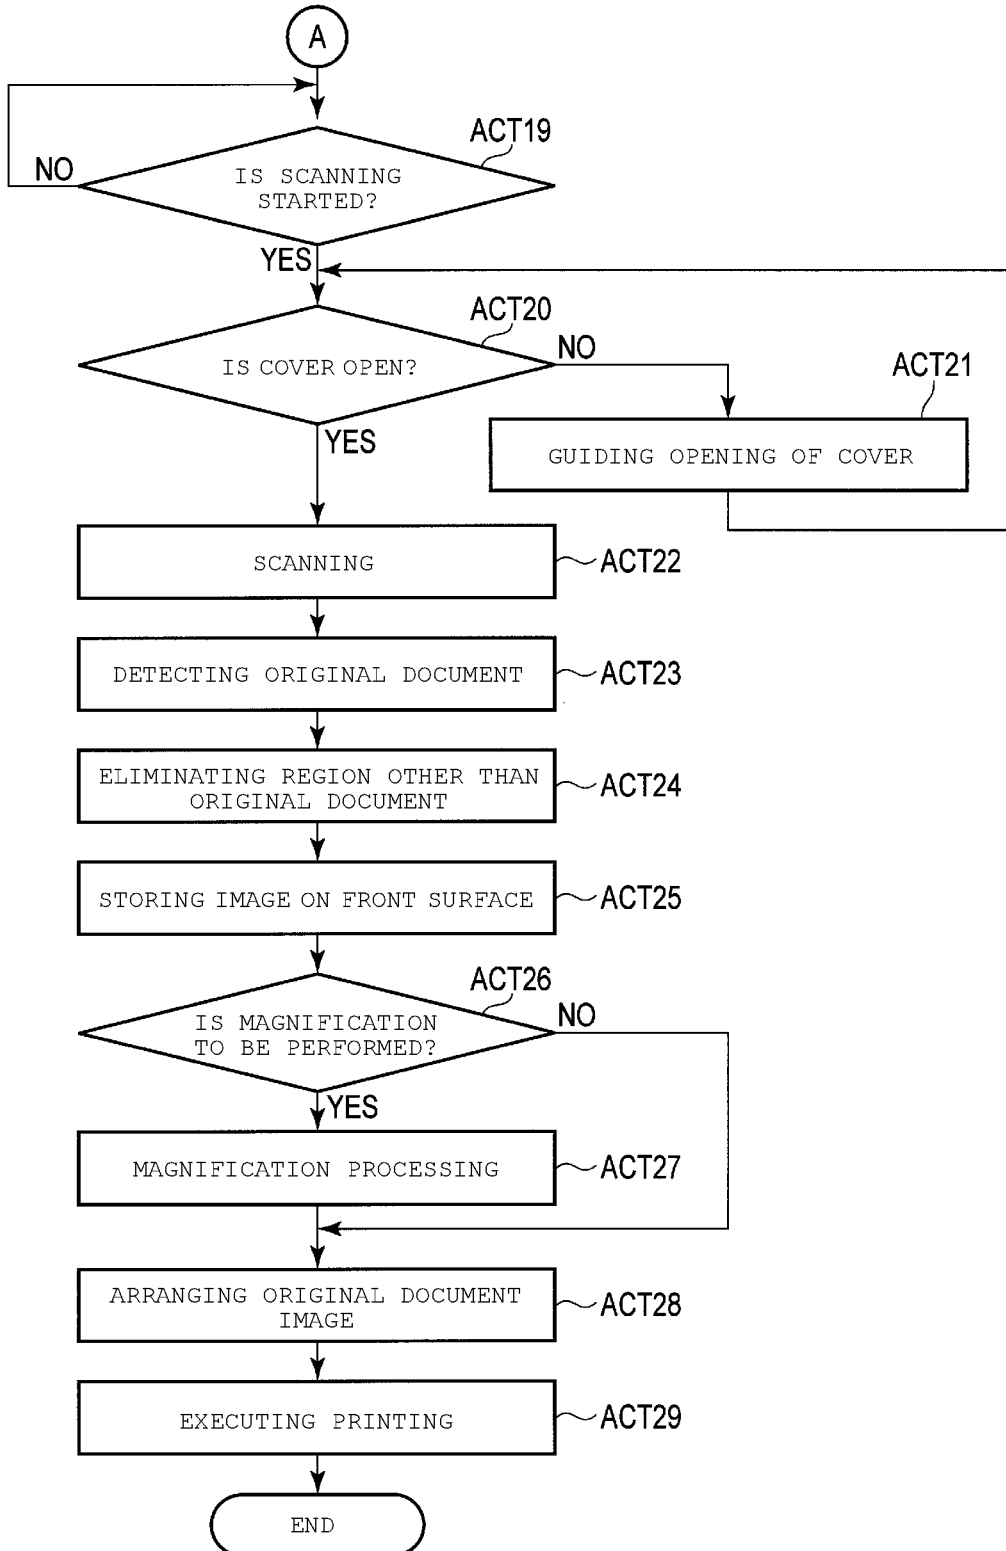 A
ACT19
NO
IS SCANNING
STARTED?
YES
ACT20
NO
IS COVER OPEN?
ACT21
YES
GUIDING OPENING OF COVER
SCANNING
ACT22
DETECTING ORIGINAL DOCUMENT
ACT23
ELIMINATING REGION OTHER THAN
ORIGINAL DOCUMENT
ACT24
STORING IMAGE ON FRONT SURFACE
ACT25
ACT26
NO
IS MAGNIFICATION
TO BE PERFORMED?
YES
MAGNIFICATION PROCESSING
ACT27
ARRANGING ORIGINAL DOCUMENT
IMAGE
ACT28
EXECUTING PRINTING
ACT29
END